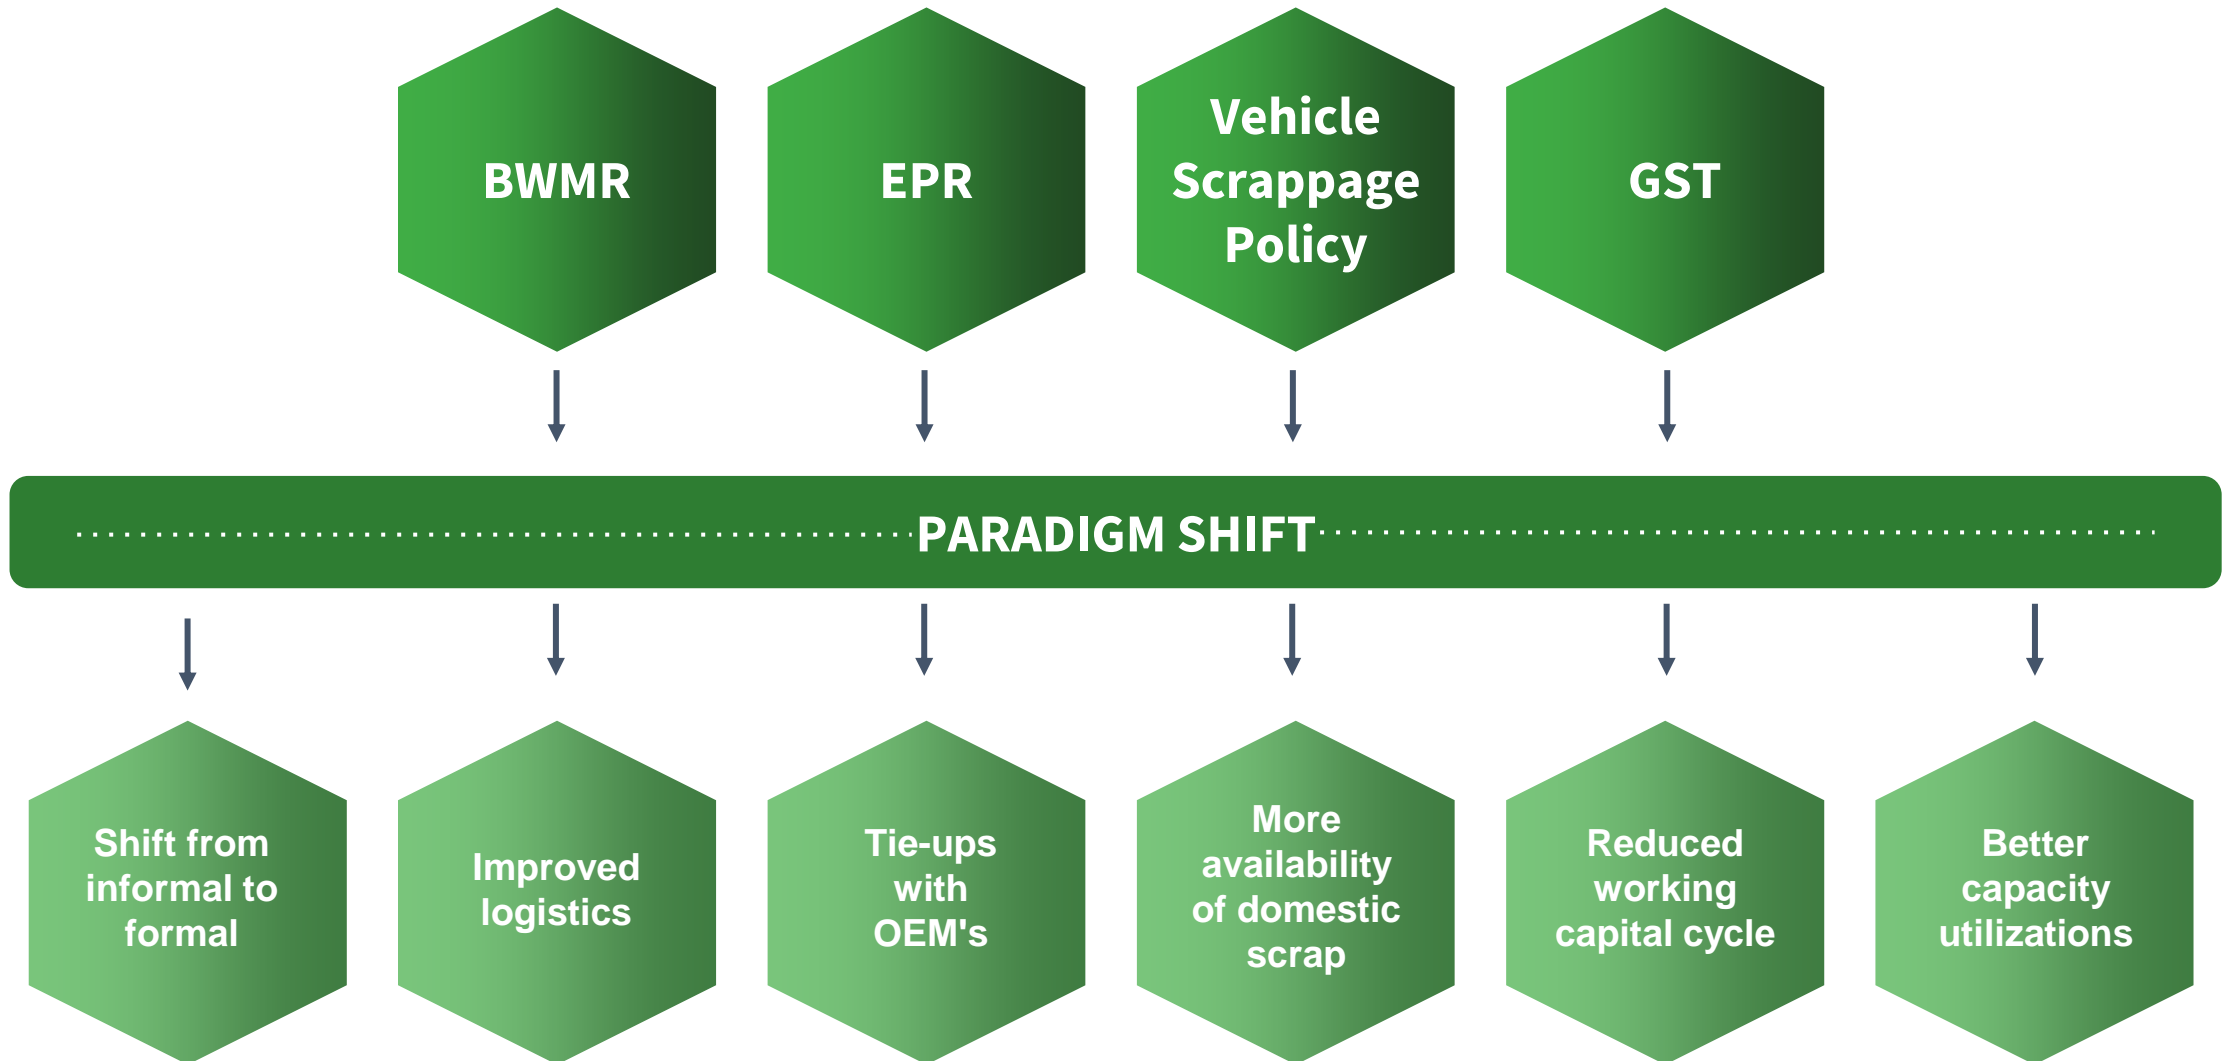 BWMR
EPR
Vehicle
Scrappage
Policy
GST
PARADIGM SHIFT
Shift from
informal to
formal
Improved
logistics
Tie-ups
with
OEM's
More
availability
of domestic
scrap
Reduced
working
capital cycle
Better
capacity
utilizations